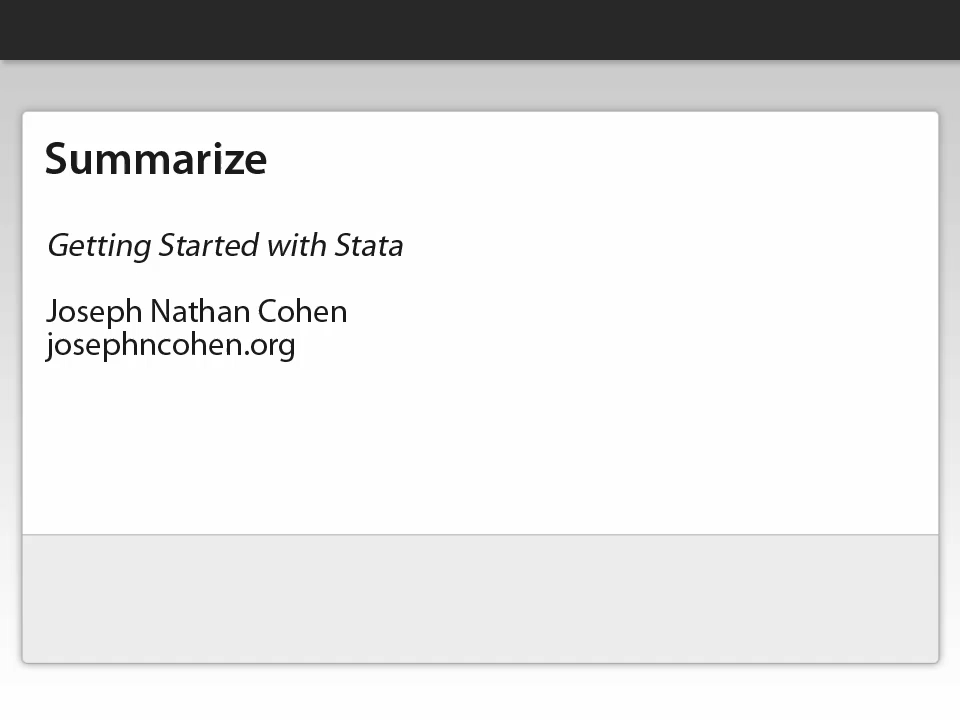 Summarize
Getting Started with Stata
Joseph Nathan Cohen
josephncohen.org